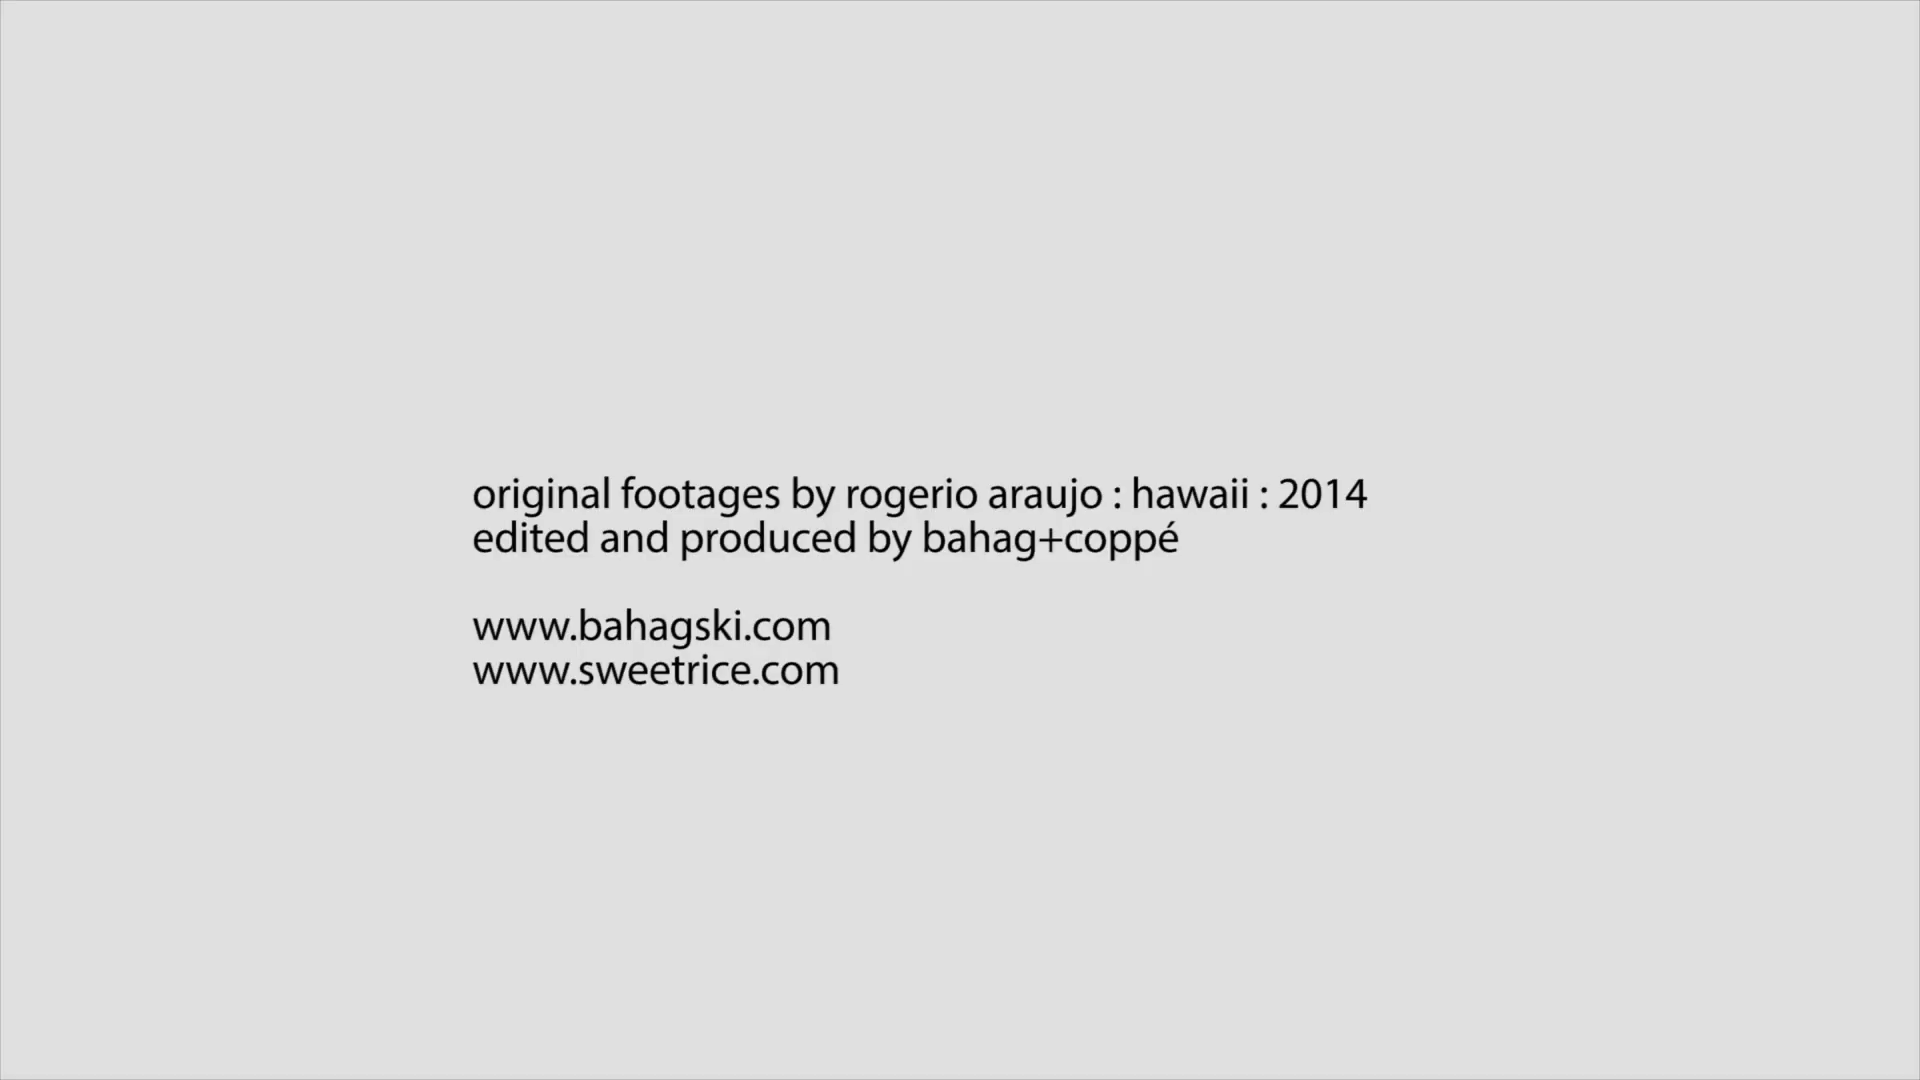 original footages by rogerio araujo : hawaii : 2014
edited and produced by bahag+coppé
www.bahagski.com
www.sweetrice.com